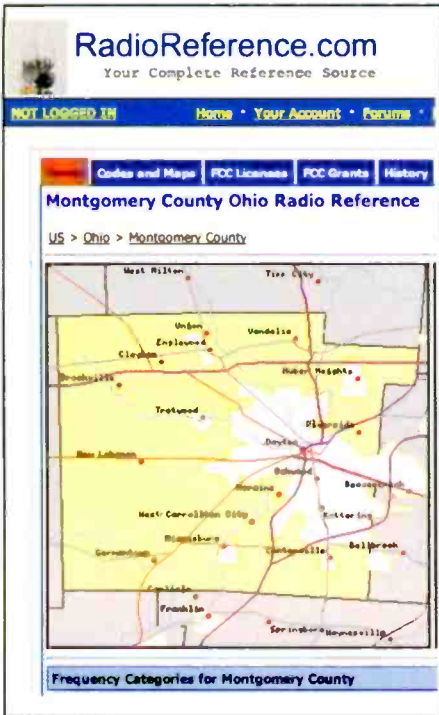 RadioReference.com
Your Complete Reference Source
NOT LOGGED IN Home • Your Account • Forums •
Codes and Maps FCC Licenses FCC Grants History
Montgomery County Ohio Radio Reference
US > Ohio > Montgomery County
West Milton Tipp City
Union Vandalia
Englewood
Clayton
Huber Heights
Brookville
Trotwood
Riverside
Dayton
New Lebanon
Oakwood
Beavercreek
Moraine
Kettering
West Carrollton City
Miamisburg
Germantown Centerville Bellbrook
Carlisle
Franklin
Springboro Waynesville
Frequency Categories for Montgomery County